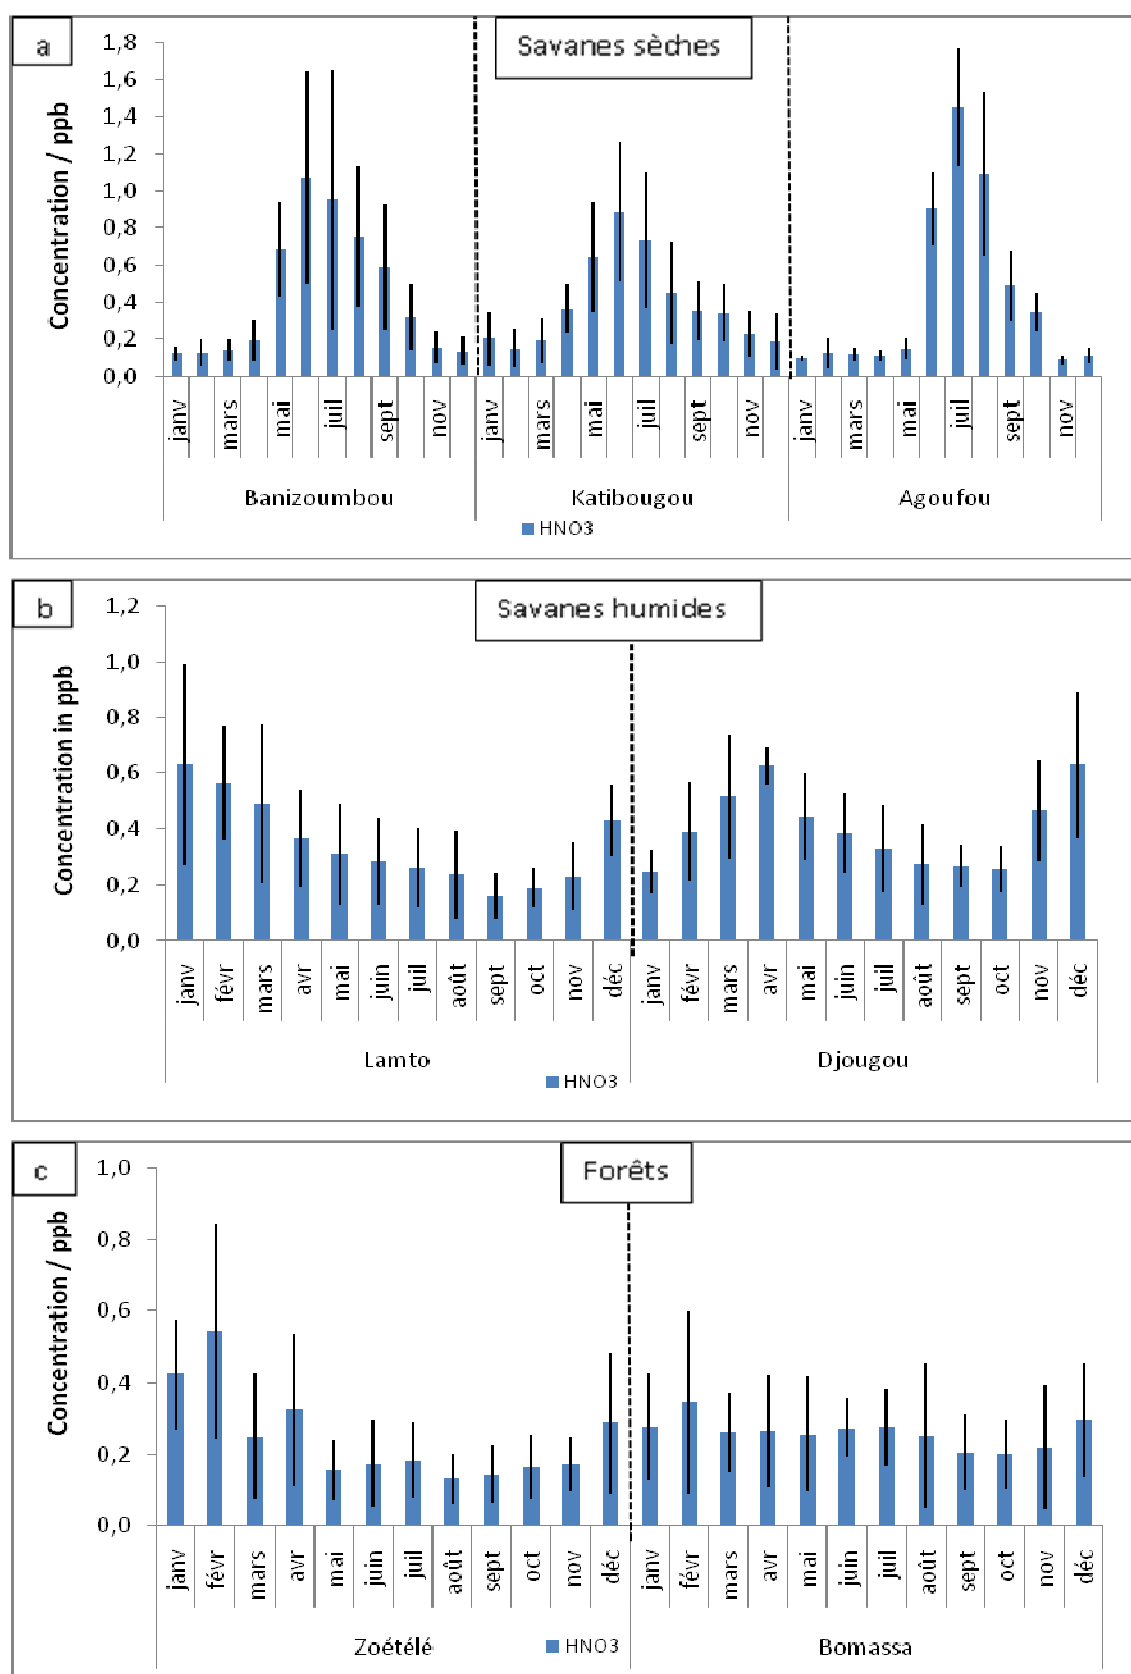 a
Savanes sèches
Concentration / ppb
1,8
1,6
1,4
1,2
1,0
0,8
0,6
0,4
0,2
0,0
janv mars mai juil sept nov janv mars mai juil sept nov janv mars mai juil sept nov
Banizoumbou Katibougou Agoufou
HNO3
b
Savanes humides
Concentration in ppb
1,2
1,0
0,8
0,6
0,4
0,2
0,0
janv févr mars avr mai juin juil août sept oct nov déc janv févr mars avr mai juin juil août sept oct nov déc
Lamto Djougou
HNO3
c
Forêts
Concentration / ppb
1,0
0,8
0,6
0,4
0,2
0,0
janv févr mars avr mai juin juil août sept oct nov déc janv févr mars avr mai juin juil août sept oct nov déc
Zoétélé HNO3 Bomassa